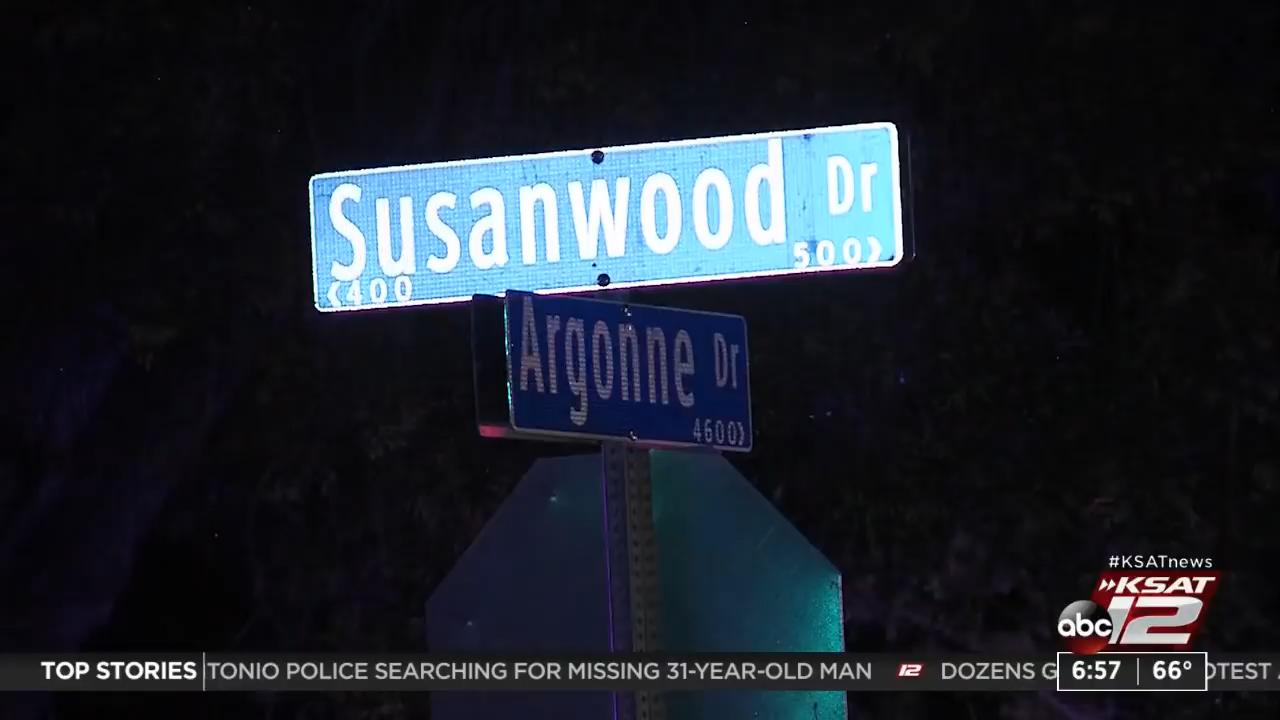 Susanwood Dr
<400 500>
Argonne Dr
4600>
#KSATnews
KSAT
abc 12
TOP STORIES TONIO POLICE SEARCHING FOR MISSING 31-YEAR-OLD MAN 12 DOZENS 6:57 66°